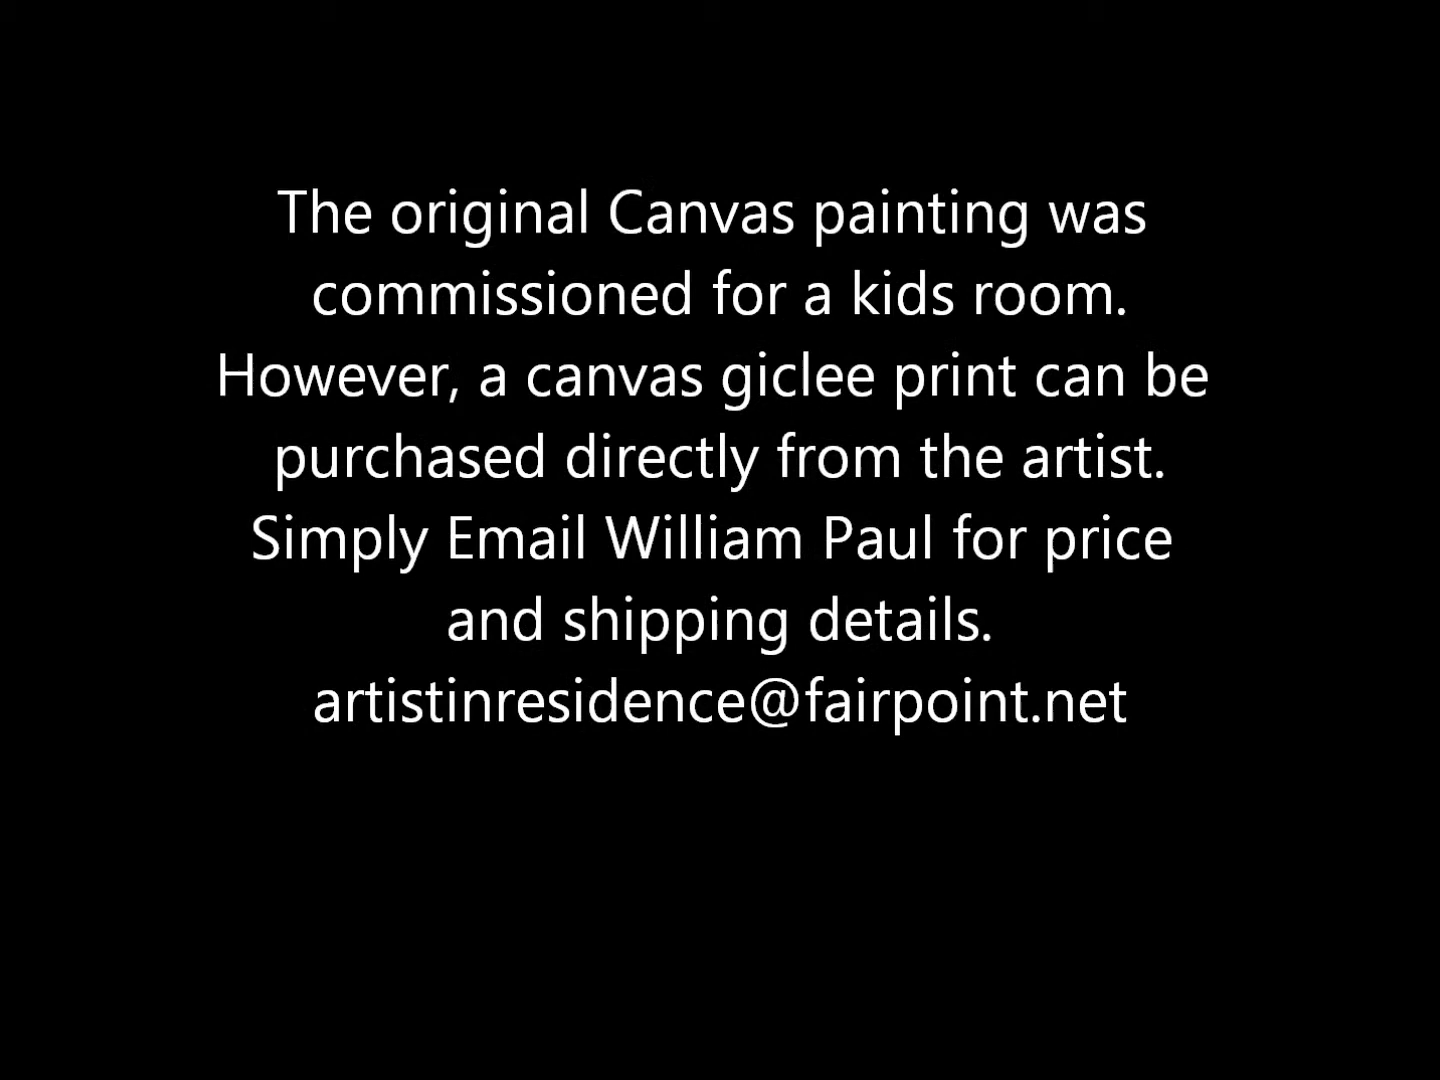 The original Canvas painting was
commissioned for a kids room.
However, a canvas giclee print can be
purchased directly from the artist.
Simply Email William Paul for price
and shipping details.
artistinresidence@fairpoint.net